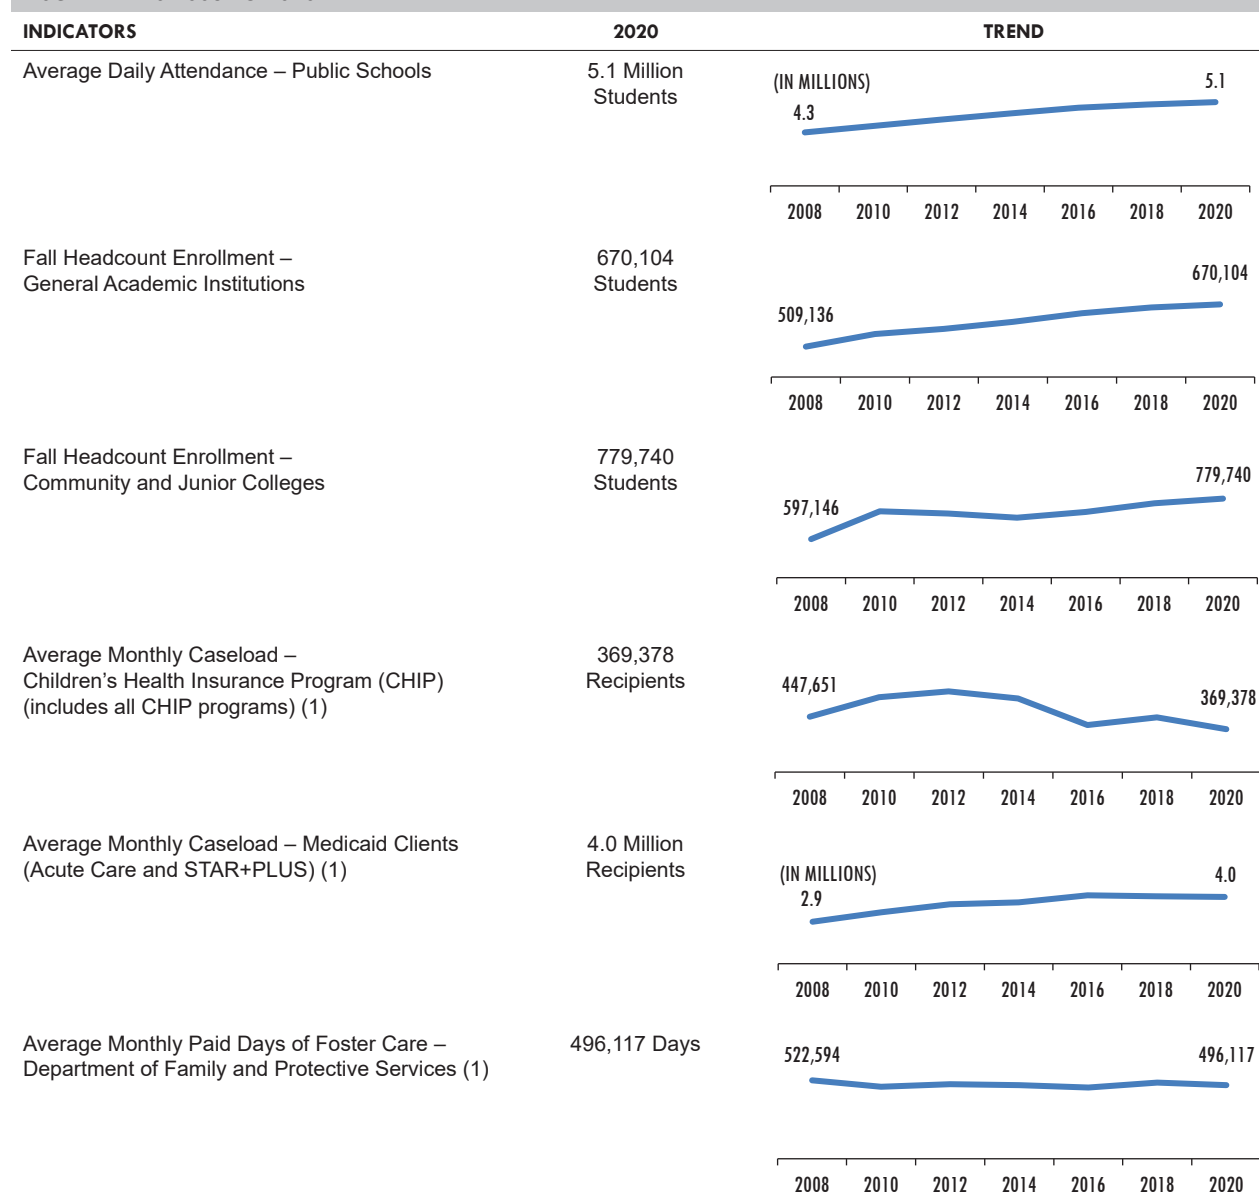 INDICATORS 2020 TREND
Average Daily Attendance – Public Schools
5.1 Million
Students
(IN MILLIONS)
4.3
5.1
2008 2010 2012 2014 2016 2018 2020
Fall Headcount Enrollment –
General Academic Institutions
670,104
Students
509,136
670,104
2008 2010 2012 2014 2016 2018 2020
Fall Headcount Enrollment –
Community and Junior Colleges
779,740
Students
597,146
779,740
2008 2010 2012 2014 2016 2018 2020
Average Monthly Caseload –
Children’s Health Insurance Program (CHIP)
(includes all CHIP programs) (1)
369,378
Recipients
447,651
369,378
2008 2010 2012 2014 2016 2018 2020
Average Monthly Caseload – Medicaid Clients
(Acute Care and STAR+PLUS) (1)
4.0 Million
Recipients
(IN MILLIONS)
2.9
4.0
2008 2010 2012 2014 2016 2018 2020
Average Monthly Paid Days of Foster Care –
Department of Family and Protective Services (1)
496,117 Days
522,594
496,117
2008 2010 2012 2014 2016 2018 2020